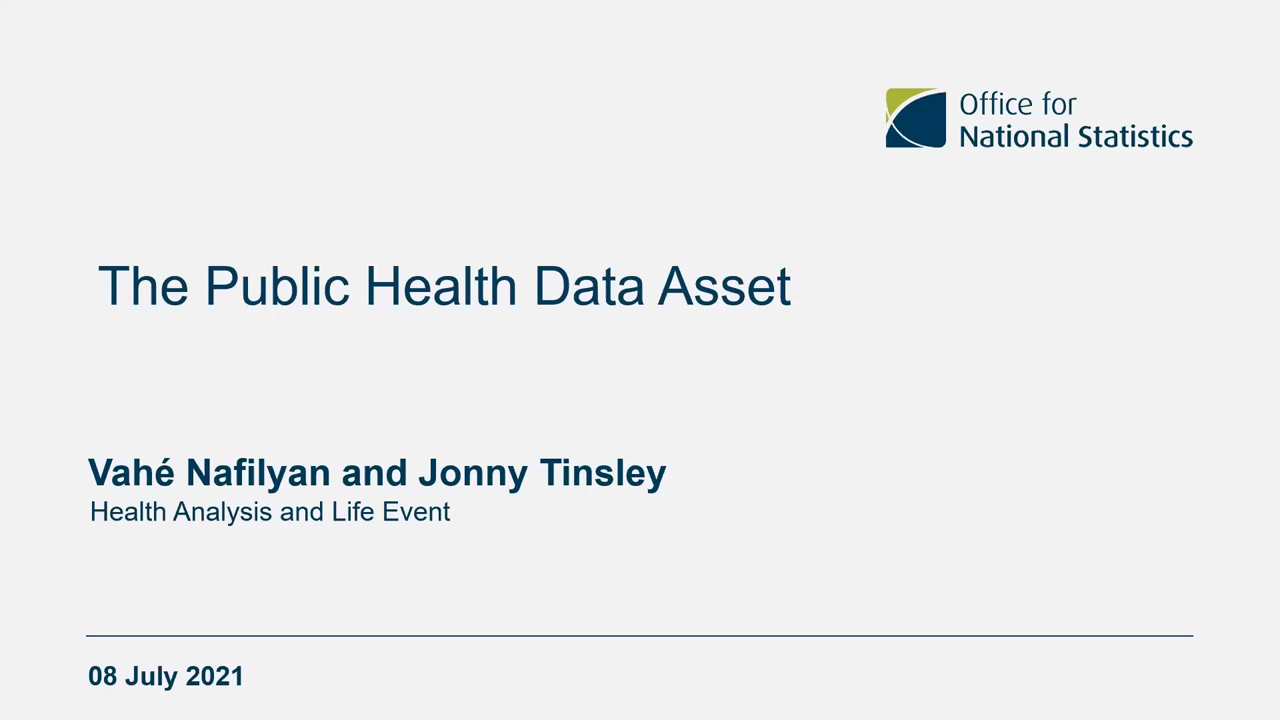 Office for
National Statistics
The Public Health Data Asset
Vahé Nafilyan and Jonny Tinsley
Health Analysis and Life Event
08 July 2021